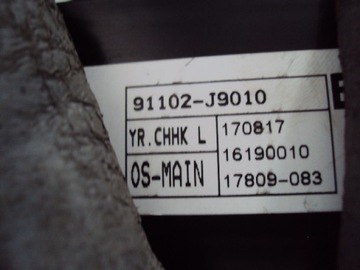 91102-J9010
YR.CHHK L 170817
16190010
OS-MAIN 17809-083